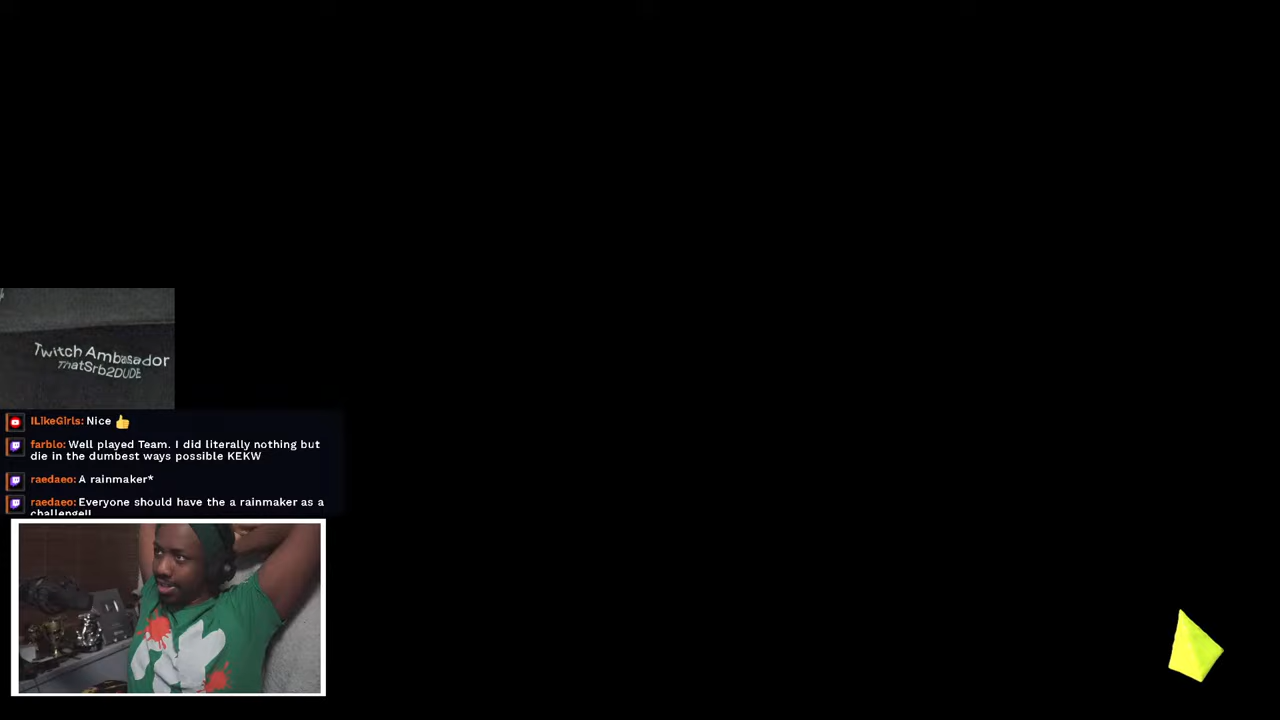 Twitch Ambasador
ThatSrb2DUDE
ILikeGirls: Nice 👍
farblo: Well played Team. I did literally nothing but
die in the dumbest ways possible KEKW
raedaeo: A rainmaker*
raedaeo: Everyone should have the a rainmaker as a
challenge!!